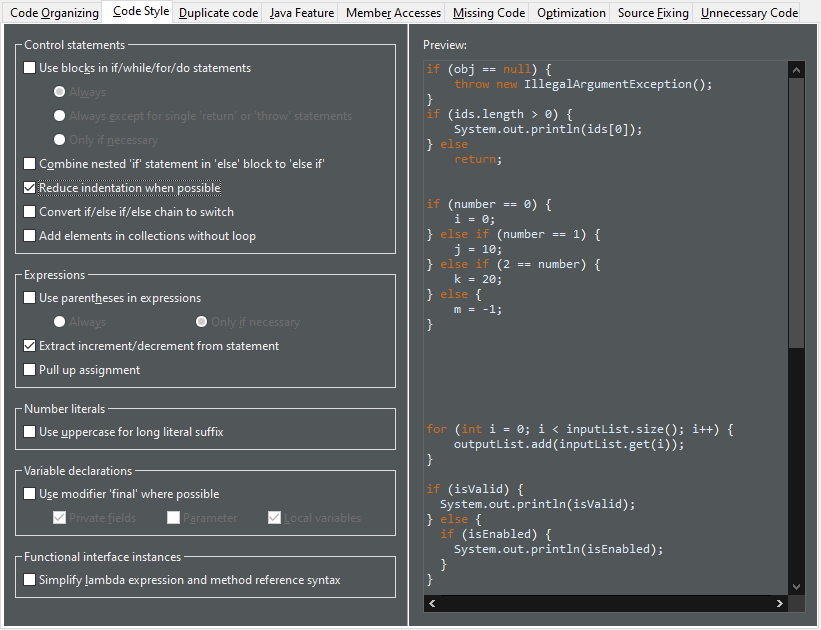 Code Organizing Code Style Duplicate code Java Feature Member Accesses Missing Code Optimization Source Fixing Unnecessary Code
Control statements
Use blocks in if/while/for/do statements
Always
Always except for single 'return' or 'throw' statements
Only if necessary
Combine nested 'if' statement in 'else' block to 'else if'
Reduce indentation when possible
Convert if/else if/else chain to switch
Add elements in collections without loop
Expressions
Use parentheses in expressions
Always Only if necessary
Extract increment/decrement from statement
Pull up assignment
Number literals
Use uppercase for long literal suffix
Variable declarations
Use modifier 'final' where possible
Private fields Parameter Local variables
Functional interface instances
Simplify lambda expression and method reference syntax
Preview:
if (obj == null) {
throw new IllegalArgumentException();
}
if (ids.length > 0) {
System.out.println(ids[0]);
} else
return;
if (number == 0) {
i = 0;
} else if (number == 1) {
j = 10;
} else if (2 == number) {
k = 20;
} else {
m = -1;
}
for (int i = 0; i < inputList.size(); i++) {
outputList.add(inputList.get(i));
}
if (isValid) {
System.out.println(isValid);
} else {
if (isEnabled) {
System.out.println(isEnabled);
}
}